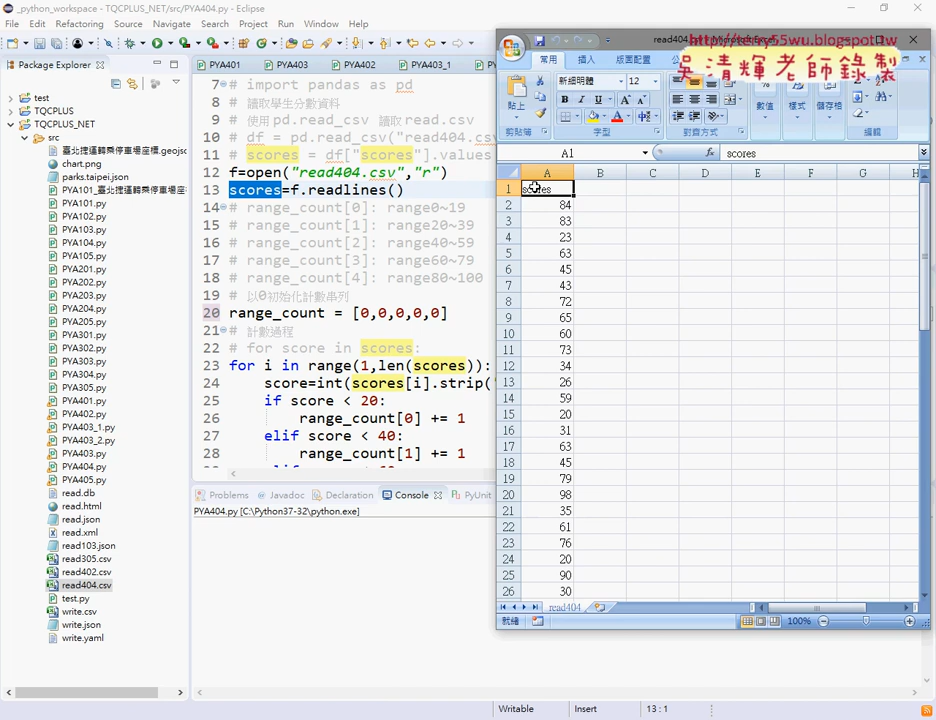 _python_workspace - TQCPLUS_NET/src/PYA404.py - Eclipse
File Edit Refactoring Source Navigate Search Project Run Window Help
Package Explorer
test
TQCPLUS
TQCPLUS_NET
src
臺北捷運轉乘停車場座標.geojso
chart.png
parks.taipei.json
PYA101_臺北捷運轉乘停車場座標
PYA101.py
PYA102.py
PYA103.py
PYA104.py
PYA105.py
PYA201.py
PYA202.py
PYA203.py
PYA204.py
PYA205.py
PYA301.py
PYA302.py
PYA303.py
PYA304.py
PYA305.py
PYA401.py
PYA402.py
PYA403_1.py
PYA403_2.py
PYA403.py
PYA404.py
PYA405.py
read.db
read.html
read.json
read.xml
read103.json
read305.csv
read402.csv
read404.csv
test.py
write.csv
write.json
write.yaml
PYA401 PYA403 PYA402 PYA403_1
7 # import pandas as pd
8 # 讀取學生分數資料
9 # 使用 pd.read_csv 讀取 read.csv
10 # df = pd.read_csv("read404.csv
11 # scores = df["scores"].values
12 f=open("read404.csv","r")
13 scores=f.readlines()
14 # range_count[0]: range0~19
15 # range_count[1]: range20~39
16 # range_count[2]: range40~59
17 # range_count[3]: range60~79
18 # range_count[4]: range80~100
19 # 以0初始化計數串列
20 range_count = [0,0,0,0,0]
21 # 計數過程
22 # for score in scores:
23 for i in range(1,len(scores)):
24 score=int(scores[i].strip(
25 if score < 20:
26 range_count[0] += 1
27 elif score < 40:
28 range_count[1] += 1
Problems Javadoc Declaration Console PyUnit
PYA404.py [C:\Python37-32\python.exe]
Writable Insert 13 : 1
http://terry55wu.blogspot.tw
吳清輝老師錄製
常用 插入 版面配置
貼上
新細明體 12
B I U
數值 樣式 儲存格
剪貼簿 字型 對齊方式 編輯
A1 fx scores
A B C D E F G H
1 scores
2 84
3 83
4 23
5 63
6 45
7 43
8 72
9 65
10 60
11 73
12 34
13 26
14 59
15 20
16 31
17 63
18 45
19 79
20 98
21 35
22 61
23 76
24 20
25 90
26 30
read404
就緒 100%